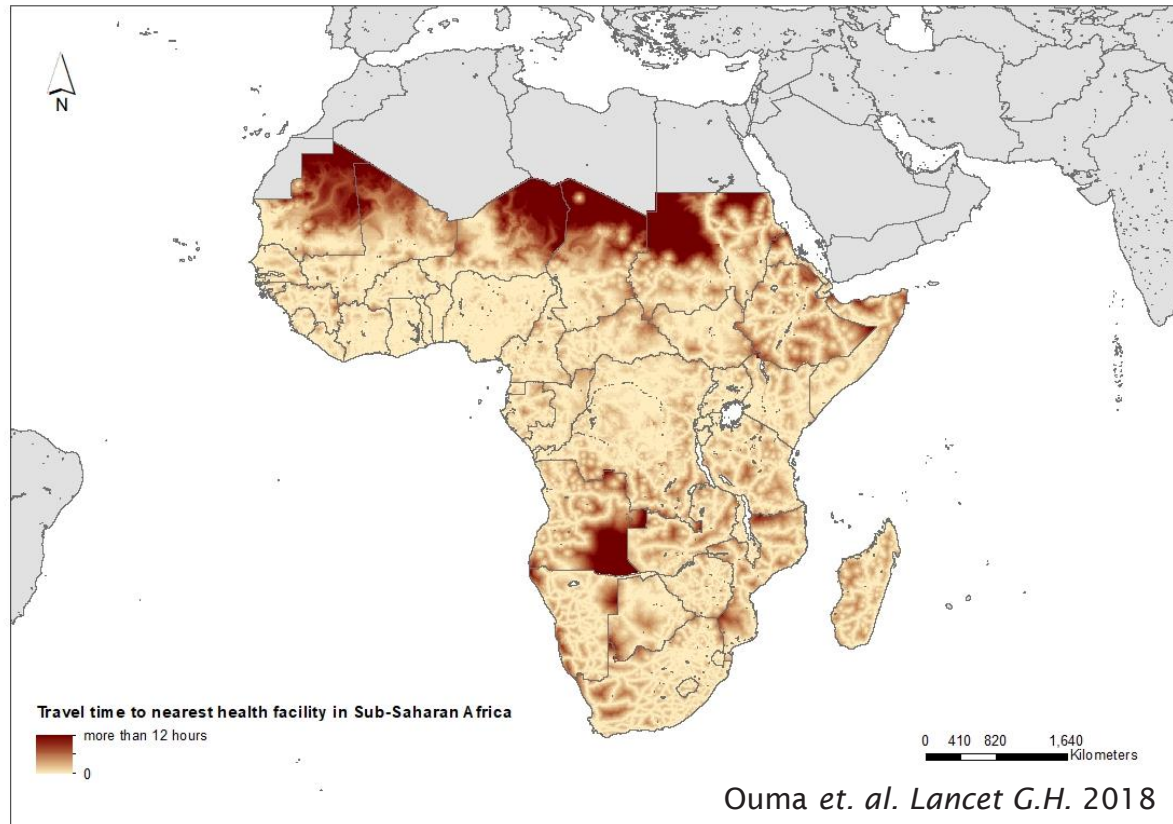 N
Travel time to nearest health facility in Sub-Saharan Africa
more than 12 hours
0
0 410 820 1,640
Kilometers
Ouma et. al. Lancet G.H. 2018